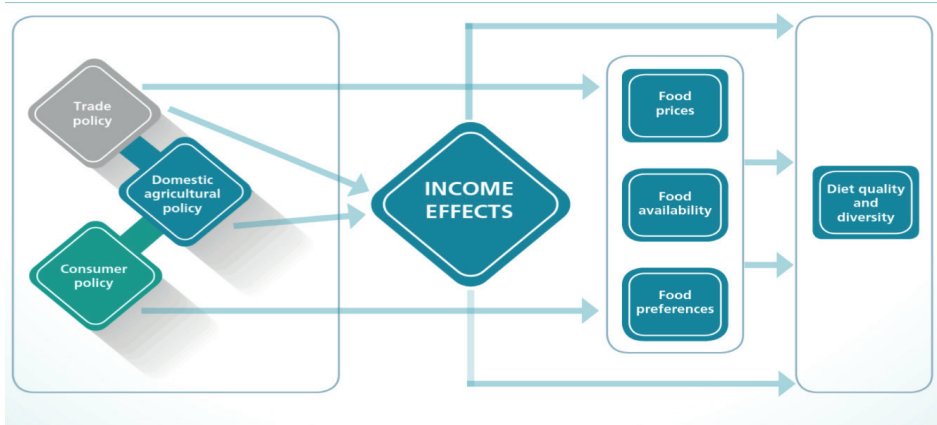 Trade
policy
Domestic
agricultural
policy
Consumer
policy
INCOME
EFFECTS
Food
prices
Food
availability
Food
preferences
Diet quality
and
diversity